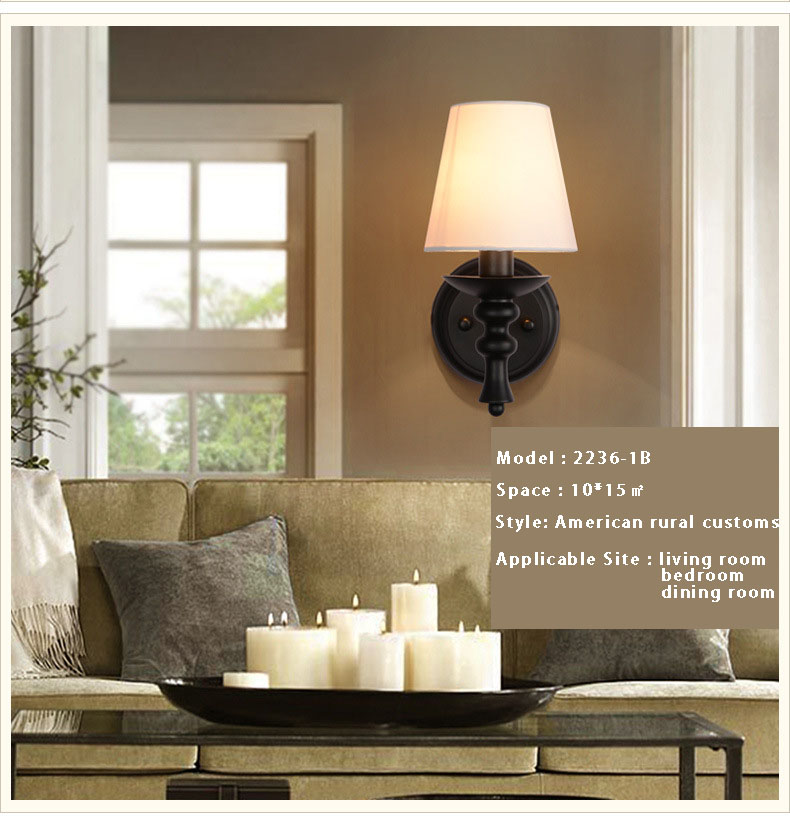 Model : 2236-1B
Space : 10*15㎡
Style: American rural customs
Applicable Site : living room
bedroom
dining room